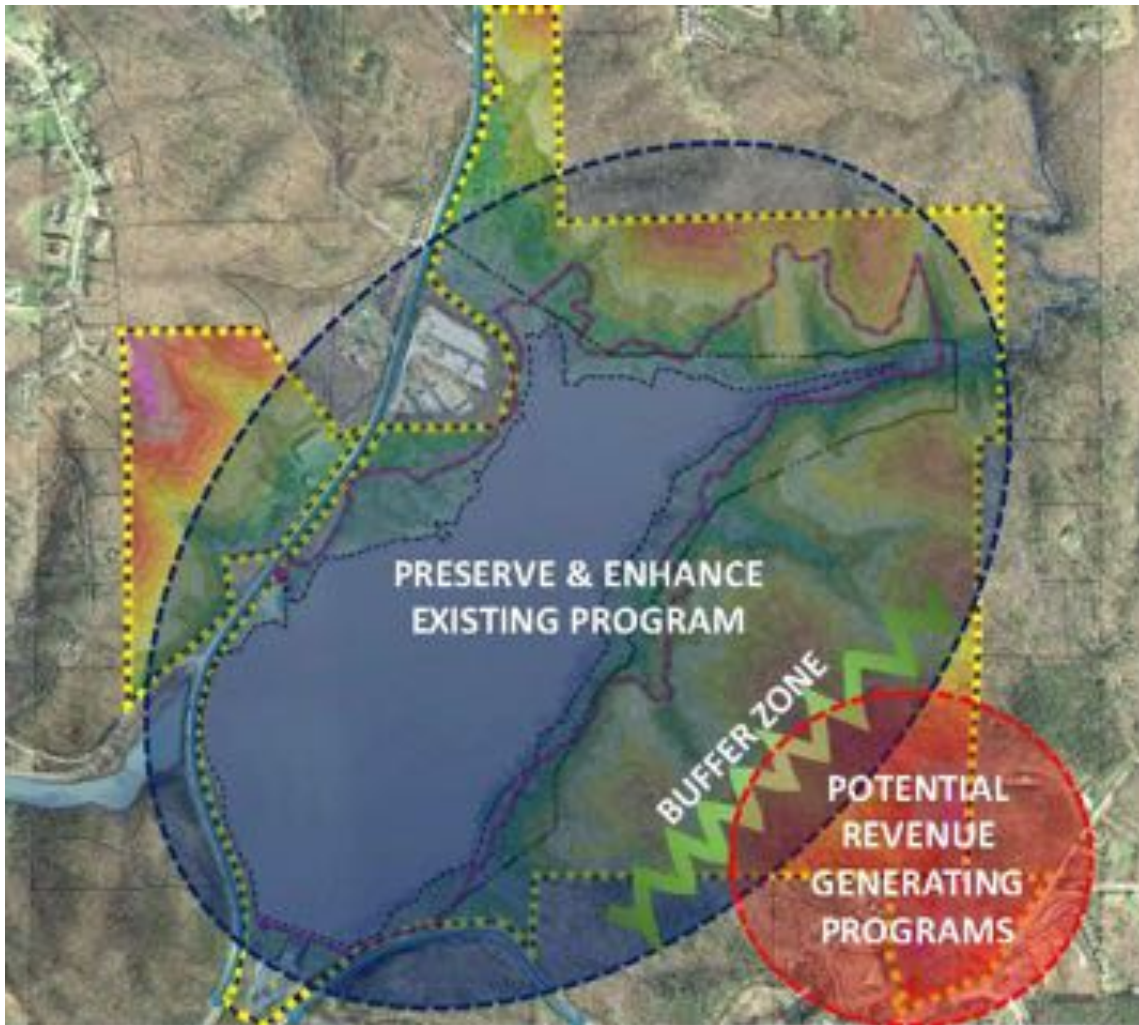 PRESERVE & ENHANCE
EXISTING PROGRAM
BUFFER ZONE
POTENTIAL
REVENUE
GENERATING
PROGRAMS